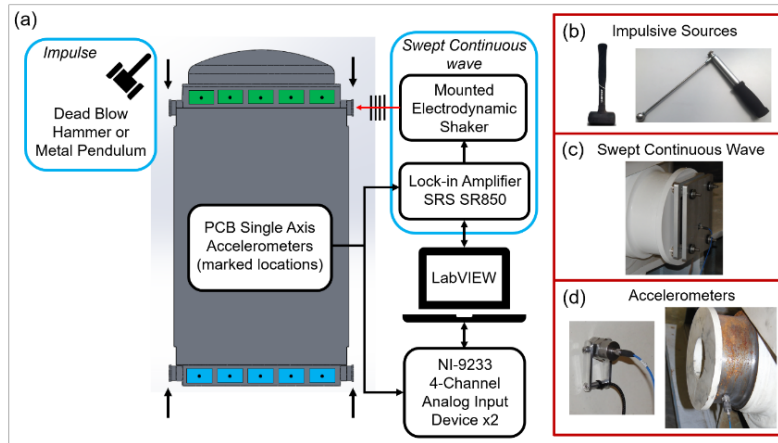 (a)
Impulse
Dead Blow
Hammer or
Metal Pendulum
Swept Continuous
wave
Mounted
Electrodynamic
Shaker
Lock-in Amplifier
SRS SR850
PCB Single Axis
Accelerometers
(marked locations)
LabVIEW
NI-9233
4-Channel
Analog Input
Device x2
(b)
Impulsive Sources
(c)
Swept Continuous Wave
(d)
Accelerometers